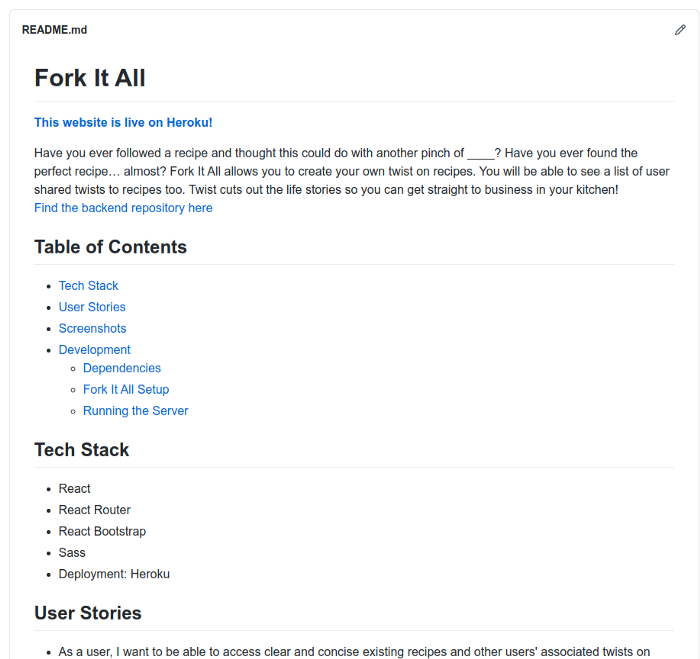 README.md
Fork It All
This website is live on Heroku!
Have you ever followed a recipe and thought this could do with another pinch of ____? Have you ever found the
perfect recipe… almost? Fork It All allows you to create your own twist on recipes. You will be able to see a list of user
shared twists to recipes too. Twist cuts out the life stories so you can get straight to business in your kitchen!
Find the backend repository here
Table of Contents
Tech Stack
User Stories
Screenshots
Development
Dependencies
Fork It All Setup
Running the Server
Tech Stack
React
React Router
React Bootstrap
Sass
Deployment: Heroku
User Stories
As a user, I want to be able to access clear and concise existing recipes and other users' associated twists on